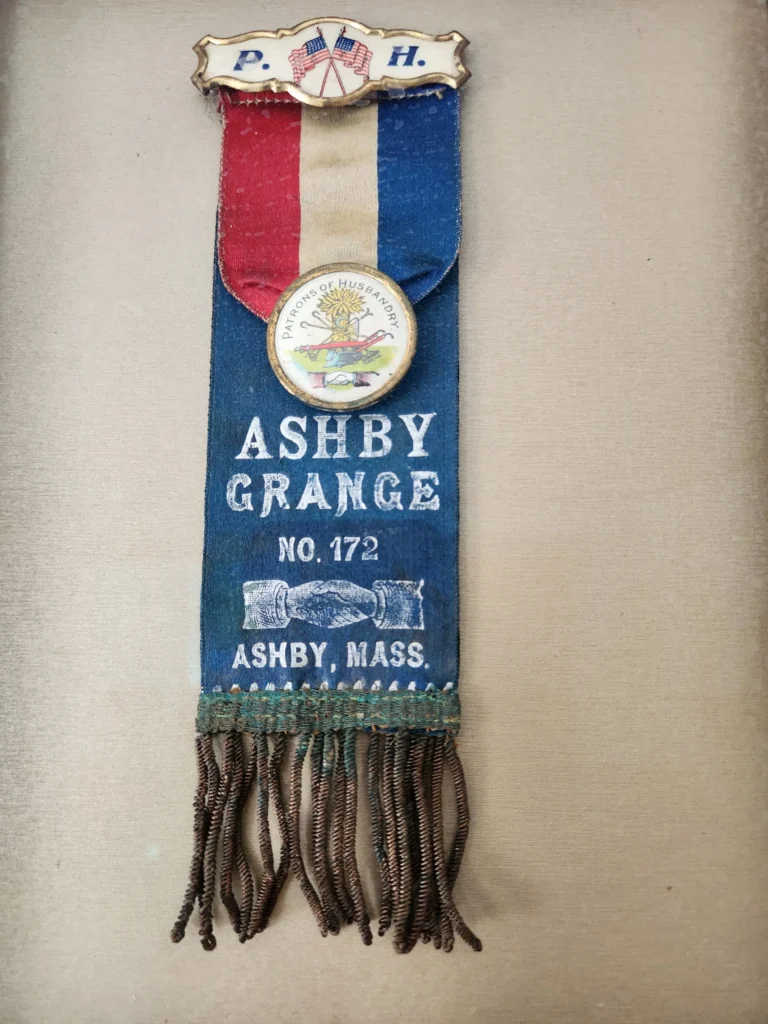 P. H.
PATRONS OF HUSBANDRY.
ASHBY
GRANGE
NO. 172
ASHBY, MASS.